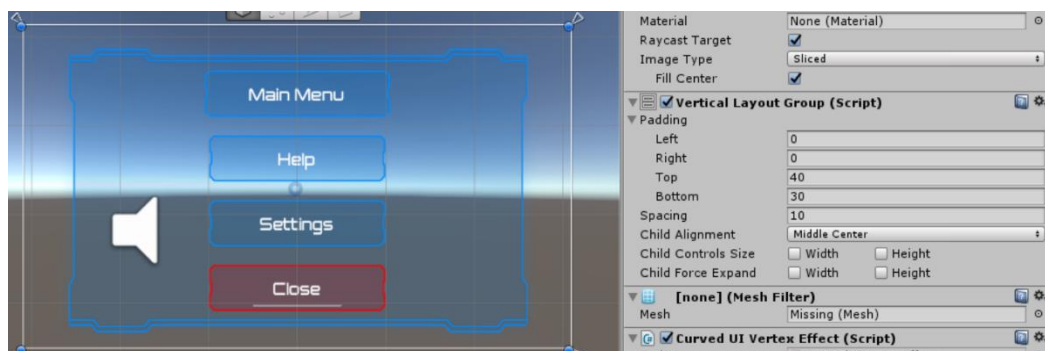 Main Menu
Help
Settings
Close
Material None (Material)
Raycast Target
Image Type Sliced
Fill Center
Vertical Layout Group (Script)
Padding
Left 0
Right 0
Top 40
Bottom 30
Spacing 10
Child Alignment Middle Center
Child Controls Size Width Height
Child Force Expand Width Height
[none] (Mesh Filter)
Mesh Missing (Mesh)
Curved UI Vertex Effect (Script)